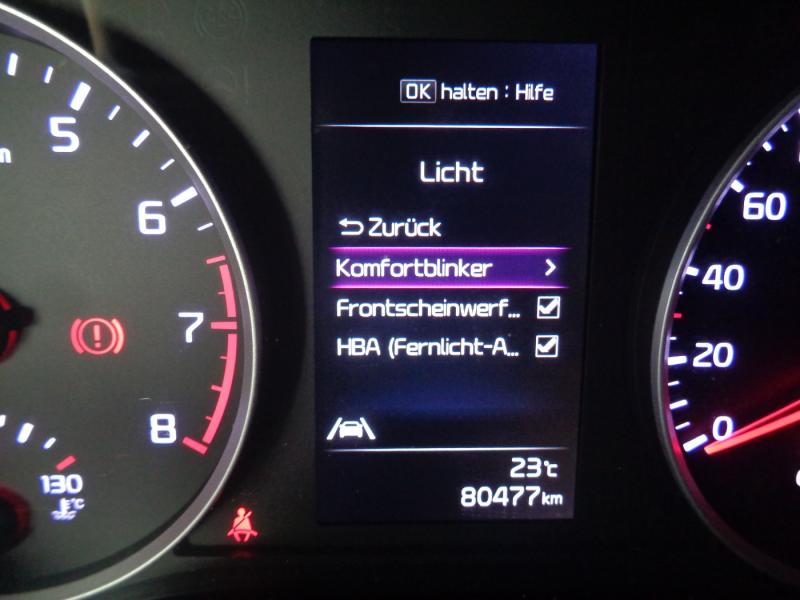 OK halten : Hilfe
Licht
Zurück
Komfortblinker
Frontscheinwerf...
HBA (Fernlicht-A...
23°C
80477km
5
6
7
8
130
°C
60
40
20
0